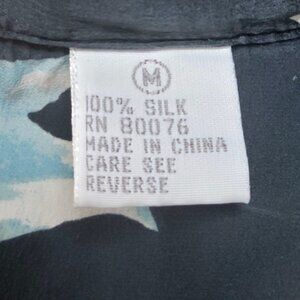 M
100% SILK
RN 80076
MADE IN CHINA
CARE SEE
REVERSE